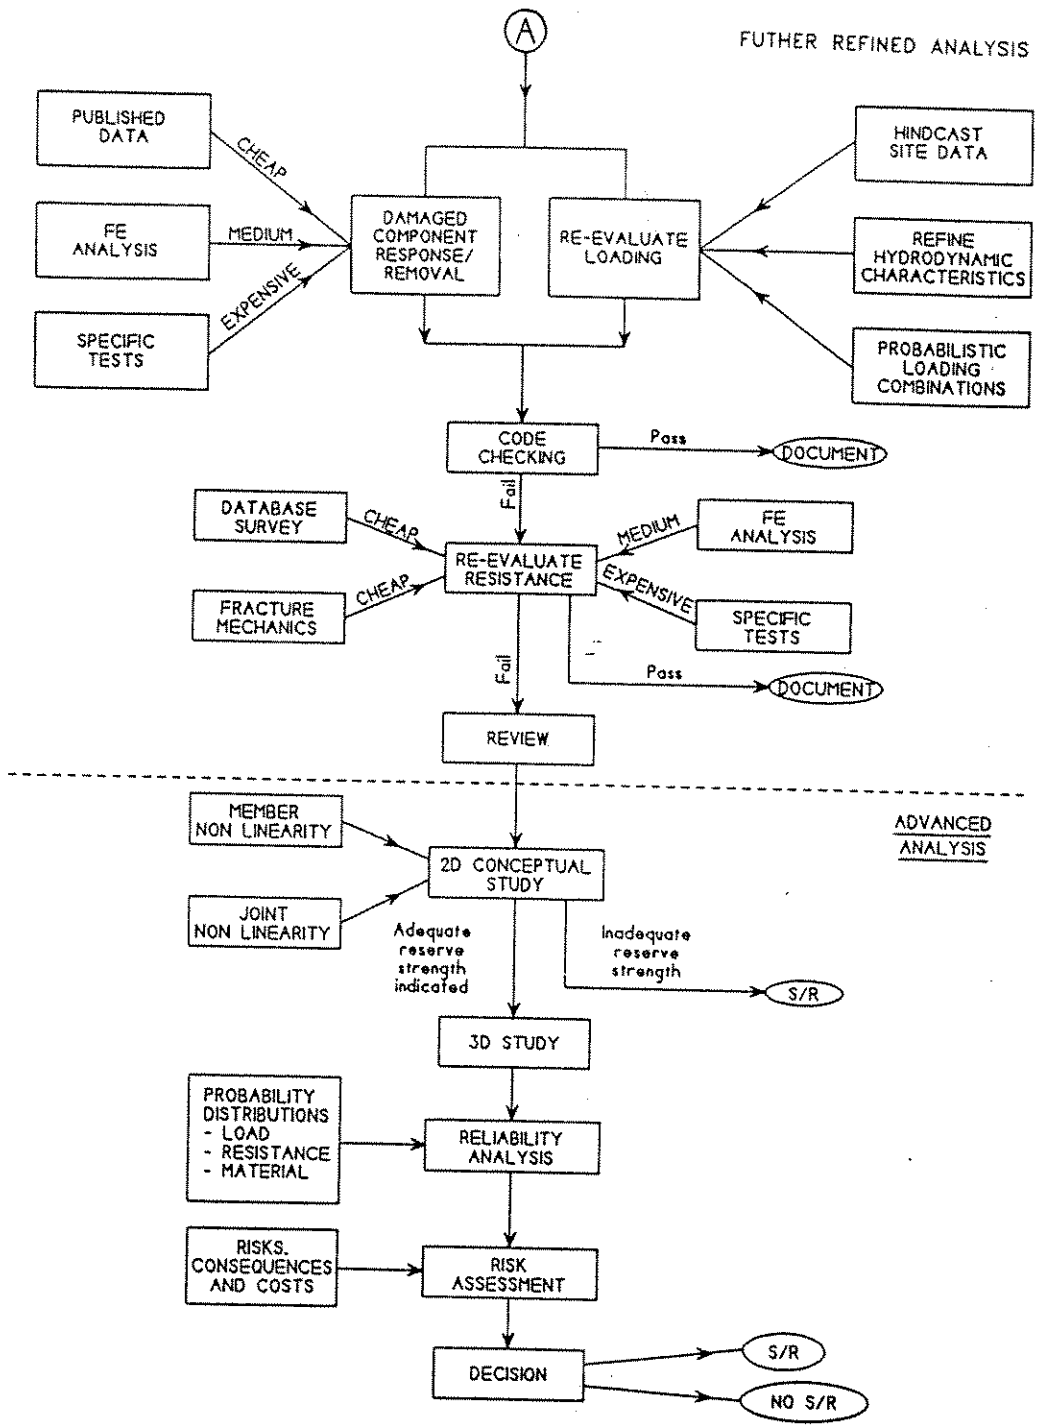 A
FUTHER REFINED ANALYSIS
PUBLISHED
DATA
CHEAP
FE
ANALYSIS
MEDIUM
SPECIFIC
TESTS
EXPENSIVE
DAMAGED
COMPONENT
RESPONSE/
REMOVAL
RE-EVALUATE
LOADING
HINDCAST
SITE DATA
REFINE
HYDRODYNAMIC
CHARACTERISTICS
PROBABILISTIC
LOADING
COMBINATIONS
CODE
CHECKING
Pass
DOCUMENT
Fail
DATABASE
SURVEY
CHEAP
FRACTURE
MECHANICS
CHEAP
RE-EVALUATE
RESISTANCE
MEDIUM
FE
ANALYSIS
EXPENSIVE
SPECIFIC
TESTS
Fail
Pass
DOCUMENT
REVIEW
ADVANCED
ANALYSIS
MEMBER
NON LINEARITY
JOINT
NON LINEARITY
2D CONCEPTUAL
STUDY
Adequate
reserve
strength
indicated
Inadequate
reserve
strength
S/R
3D STUDY
PROBABILITY
DISTRIBUTIONS
- LOAD
- RESISTANCE
- MATERIAL
RELIABILITY
ANALYSIS
RISKS.
CONSEQUENCES
AND COSTS
RISK
ASSESSMENT
DECISION
S/R
NO S/R